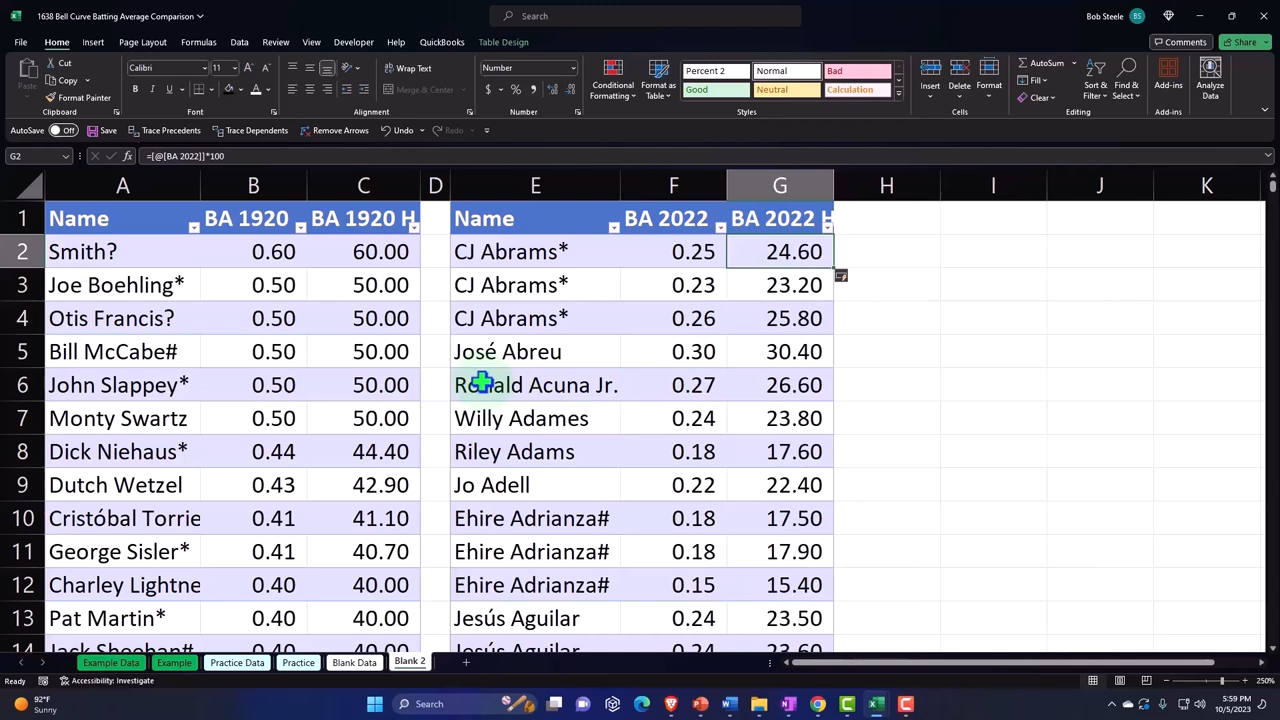 1638 Bell Curve Batting Average Comparison
Search
Bob Steele BS
File Home Insert Page Layout Formulas Data Review View Developer Help QuickBooks Table Design Comments Share
Cut
Copy
Format Painter
Paste
Clipboard
Calibri 11
Font
Wrap Text
Merge & Center
Alignment
Number
Number
Conditional Formatting
Format as Table
Percent 2 Normal Bad
Good Neutral Calculation
Styles
Insert Delete Format
Cells
AutoSum
Fill
Clear
Sort & Filter
Find & Select
Editing
Add-ins
Add-ins
Analyze Data
AutoSave Off Save Trace Precedents Trace Dependents Remove Arrows Undo Redo
G2 fx =[@[BA 2022]]*100
A B C D E F G H I J K
1 Name BA 1920 BA 1920 H Name BA 2022 BA 2022 H
2 Smith? 0.60 60.00 CJ Abrams* 0.25 24.60
3 Joe Boehling* 0.50 50.00 CJ Abrams* 0.23 23.20
4 Otis Francis? 0.50 50.00 CJ Abrams* 0.26 25.80
5 Bill McCabe# 0.50 50.00 José Abreu 0.30 30.40
6 John Slappey* 0.50 50.00 Ronald Acuna Jr. 0.27 26.60
7 Monty Swartz 0.50 50.00 Willy Adames 0.24 23.80
8 Dick Niehaus* 0.44 44.40 Riley Adams 0.18 17.60
9 Dutch Wetzel 0.43 42.90 Jo Adell 0.22 22.40
10 Cristóbal Torrie 0.41 41.10 Ehire Adrianza# 0.18 17.50
11 George Sisler* 0.41 40.70 Ehire Adrianza# 0.18 17.90
12 Charley Lightne 0.40 40.00 Ehire Adrianza# 0.15 15.40
13 Pat Martin* 0.40 40.00 Jesús Aguilar 0.24 23.50
14 Jack Sheehan# 0.40 40.00 Jesús Aguilar 0.24 23.60
Example Data Example Practice Data Practice Blank Data Blank 2
Ready Accessibility: Investigate 250%
92°F
Sunny
Search
5:59 PM
10/5/2023